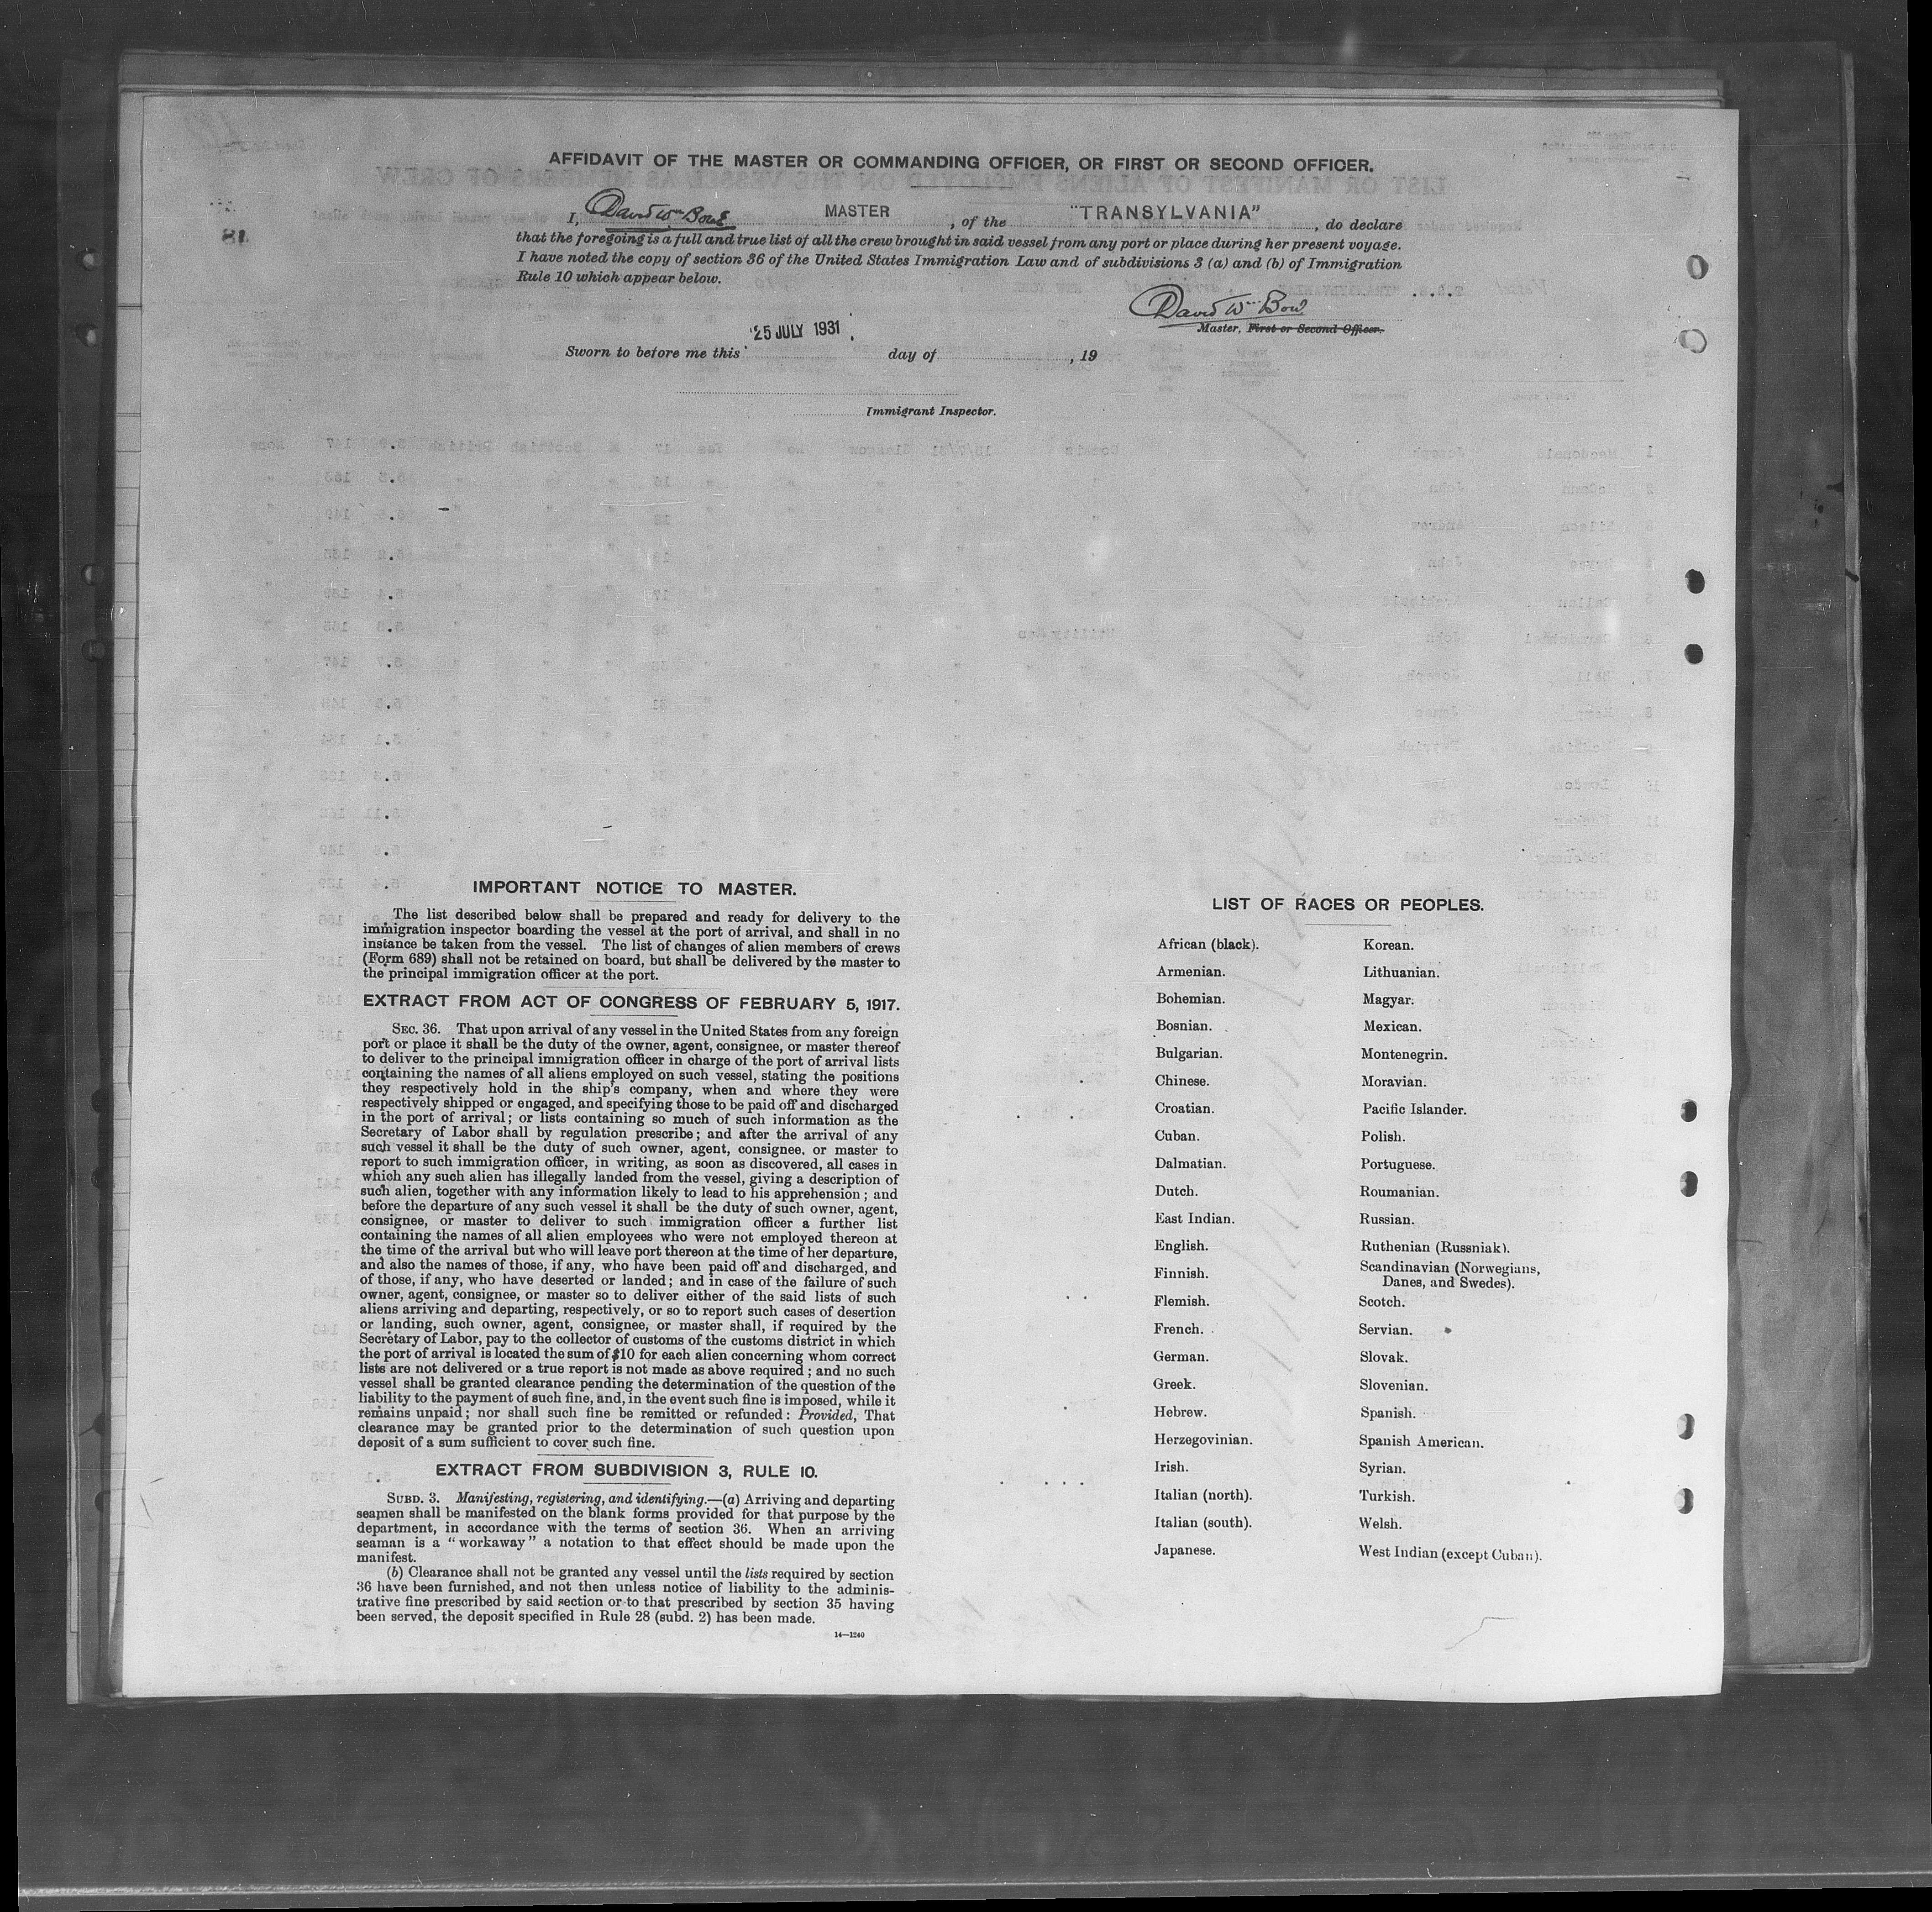 AFFIDAVIT OF THE MASTER OR COMMANDING OFFICER, OR FIRST OR SECOND OFFICER.
I, David Wm Bone MASTER, of the "TRANSYLVANIA", do declare
that the foregoing is a full and true list of all the crew brought in said vessel from any port or place during her present voyage.
I have noted the copy of section 36 of the United States Immigration Law and of subdivisions 3 (a) and (b) of Immigration
Rule 10 which appear below.
David Wm Bone
Master, First or Second Officer.
25 JULY 1931
Sworn to before me this day of , 19
Immigrant Inspector.
IMPORTANT NOTICE TO MASTER.
The list described below shall be prepared and ready for delivery to the
immigration inspector boarding the vessel at the port of arrival, and shall in no
instance be taken from the vessel. The list of changes of alien members of crews
(Form 689) shall not be retained on board, but shall be delivered by the master to
the principal immigration officer at the port.
EXTRACT FROM ACT OF CONGRESS OF FEBRUARY 5, 1917.
SEC. 36. That upon arrival of any vessel in the United States from any foreign
port or place it shall be the duty of the owner, agent, consignee, or master thereof
to deliver to the principal immigration officer in charge of the port of arrival lists
containing the names of all aliens employed on such vessel, stating the positions
they respectively hold in the ship's company, when and where they were
respectively shipped or engaged, and specifying those to be paid off and discharged
in the port of arrival; or lists containing so much of such information as the
Secretary of Labor shall by regulation prescribe; and after the arrival of any
such vessel it shall be the duty of such owner, agent, consignee, or master to
report to such immigration officer, in writing, as soon as discovered, all cases in
which any such alien has illegally landed from the vessel, giving a description of
such alien, together with any information likely to lead to his apprehension; and
before the departure of any such vessel it shall be the duty of such owner, agent,
consignee, or master to deliver to such immigration officer a further list
containing the names of all alien employees who were not employed thereon at
the time of the arrival but who will leave port thereon at the time of her departure,
and also the names of those, if any, who have been paid off and discharged, and
of those, if any, who have deserted or landed; and in case of the failure of such
owner, agent, consignee, or master so to deliver either of the said lists of such
aliens arriving and departing, respectively, or so to report such cases of desertion
or landing, such owner, agent, consignee, or master shall, if required by the
Secretary of Labor, pay to the collector of customs of the customs district in which
the port of arrival is located the sum of $10 for each alien concerning whom correct
lists are not delivered or a true report is not made as above required; and no such
vessel shall be granted clearance pending the determination of the question of the
liability to the payment of such fine, and, in the event such fine is imposed, while it
remains unpaid; nor shall such fine be remitted or refunded: Provided, That
clearance may be granted prior to the determination of such question upon
deposit of a sum sufficient to cover such fine.
EXTRACT FROM SUBDIVISION 3, RULE 10.
SUBD. 3. Manifesting, registering, and identifying.—(a) Arriving and departing
seamen shall be manifested on the blank forms provided for that purpose by the
department, in accordance with the terms of section 36. When an arriving
seaman is a "workaway" a notation to that effect should be made upon the
manifest.
(b) Clearance shall not be granted any vessel until the lists required by section
36 have been furnished, and not then unless notice of liability to the adminis-
trative fine prescribed by said section or to that prescribed by section 35 having
been served, the deposit specified in Rule 28 (subd. 2) has been made.
14—1240
LIST OF RACES OR PEOPLES.
African (black).
Armenian.
Bohemian.
Bosnian.
Bulgarian.
Chinese.
Croatian.
Cuban.
Dalmatian.
Dutch.
East Indian.
English.
Finnish.
Flemish.
French.
German.
Greek.
Hebrew.
Herzegovinian.
Irish.
Italian (north).
Italian (south).
Japanese.
Korean.
Lithuanian.
Magyar.
Mexican.
Montenegrin.
Moravian.
Pacific Islander.
Polish.
Portuguese.
Roumanian.
Russian.
Ruthenian (Russniak).
Scandinavian (Norwegians,
Danes, and Swedes).
Scotch.
Servian.
Slovak.
Slovenian.
Spanish.
Spanish American.
Syrian.
Turkish.
Welsh.
West Indian (except Cuban).